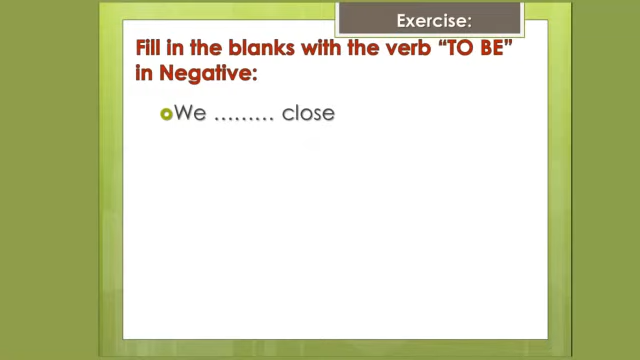 Exercise:
Fill in the blanks with the verb “TO BE”
in Negative:
We ......... close